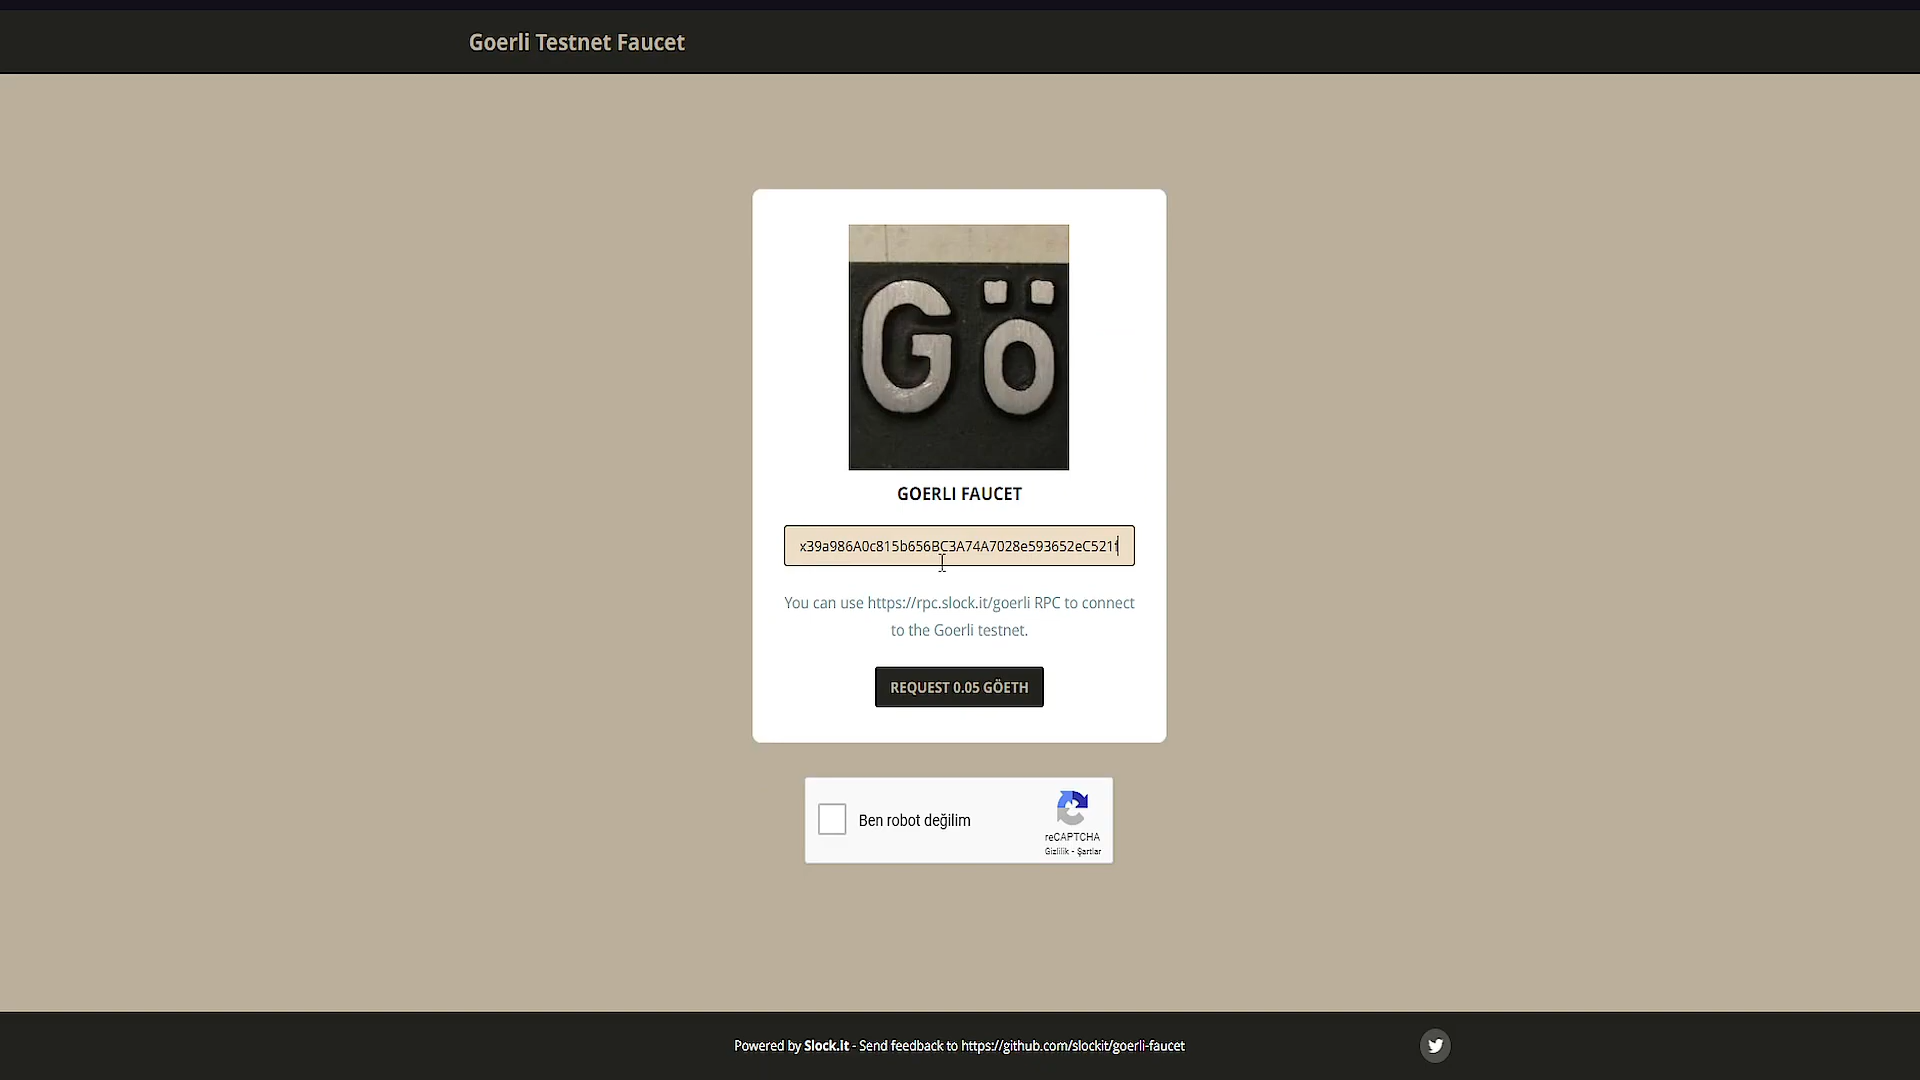 Goerli Testnet Faucet
Gö
GOERLI FAUCET
x39a986A0c815b656BC3A74A7028e593652eC521f
You can use https://rpc.slock.it/goerli RPC to connect
to the Goerli testnet.
REQUEST 0.05 GÖETH
Ben robot değilim
reCAPTCHA
Gizlilik - Şartlar
Powered by Slock.it - Send feedback to https://github.com/slockit/goerli-faucet